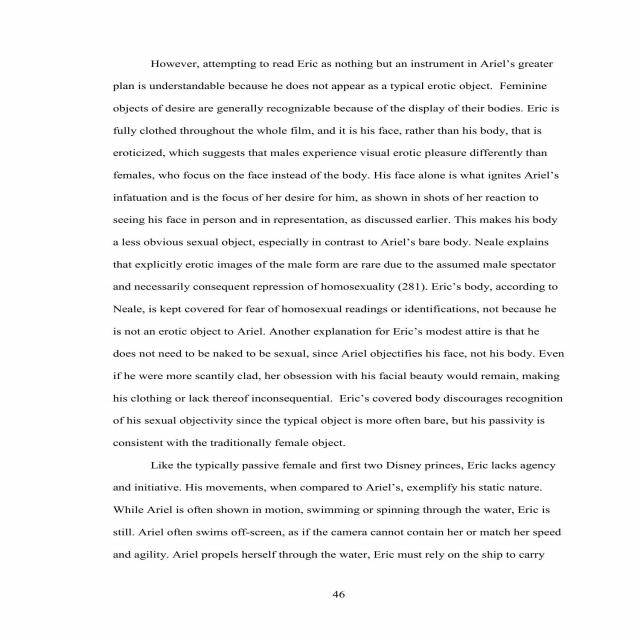 However, attempting to read Eric as nothing but an instrument in Ariel's greater
plan is understandable because he does not appear as a typical erotic object.  Feminine
objects of desire are generally recognizable because of the display of their bodies. Eric is
fully clothed throughout the whole film, and it is his face, rather than his body, that is
eroticized, which suggests that males experience visual erotic pleasure differently than
females, who focus on the face instead of the body. His face alone is what ignites Ariel's
infatuation and is the focus of her desire for him, as shown in shots of her reaction to
seeing his face in person and in representation, as discussed earlier. This makes his body
a less obvious sexual object, especially in contrast to Ariel's bare body. Neale explains
that explicitly erotic images of the male form are rare due to the assumed male spectator
and necessarily consequent repression of homosexuality (281). Eric's body, according to
Neale, is kept covered for fear of homosexual readings or identifications, not because he
is not an erotic object to Ariel. Another explanation for Eric's modest attire is that he
does not need to be naked to be sexual, since Ariel objectifies his face, not his body. Even
if he were more scantily clad, her obsession with his facial beauty would remain, making
his clothing or lack thereof inconsequential.  Eric's covered body discourages recognition
of his sexual objectivity since the typical object is more often bare, but his passivity is
consistent with the traditionally female object.
Like the typically passive female and first two Disney princes, Eric lacks agency
and initiative. His movements, when compared to Ariel's, exemplify his static nature.
While Ariel is often shown in motion, swimming or spinning through the water, Eric is
still. Ariel often swims off-screen, as if the camera cannot contain her or match her speed
and agility. Ariel propels herself through the water, Eric must rely on the ship to carry
46